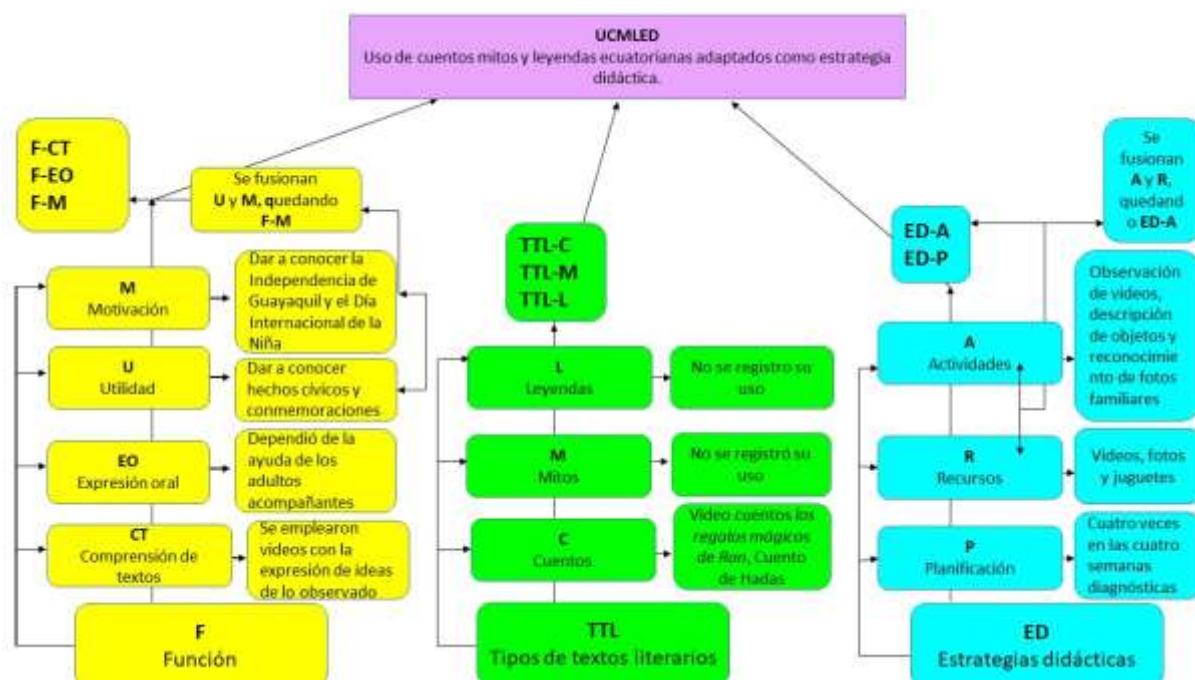 UCMLED
Uso de cuentos mitos y leyendas ecuatorianas adaptados como estrategia
didáctica.
F-CT
F-EO
F-M
Se fusionan
U y M, quedando
F-M
M
Motivación
Dar a conocer la
Independencia de
Guayaquil y el Día
Internacional de la
Niña
U
Utilidad
Dar a conocer
hechos cívicos y
conmemoraciones
EO
Expresión oral
Dependió de la
ayuda de los
adultos
acompañantes
CT
Comprensión de
textos
Se emplearon
videos con la
expresión de ideas
de lo observado
F
Función
TTL-C
TTL-M
TTL-L
L
Leyendas
No se registro su
uso
M
Mitos
No se registró su
uso
C
Cuentos
Video cuentos los
regalos mágicos
de Ran, Cuento
de Hadas
TTL
Tipos de textos literarios
Se
fusionan
A y R,
quedand
o ED-A
ED-A
ED-P
A
Actividades
Observación
de videos,
descripción
de objetos y
reconocimie
nto de fotos
familiares
R
Recursos
Videos, fotos
y juguetes
P
Planificación
Cuatro veces
en las cuatro
semanas
diagnósticas
ED
Estrategias didácticas